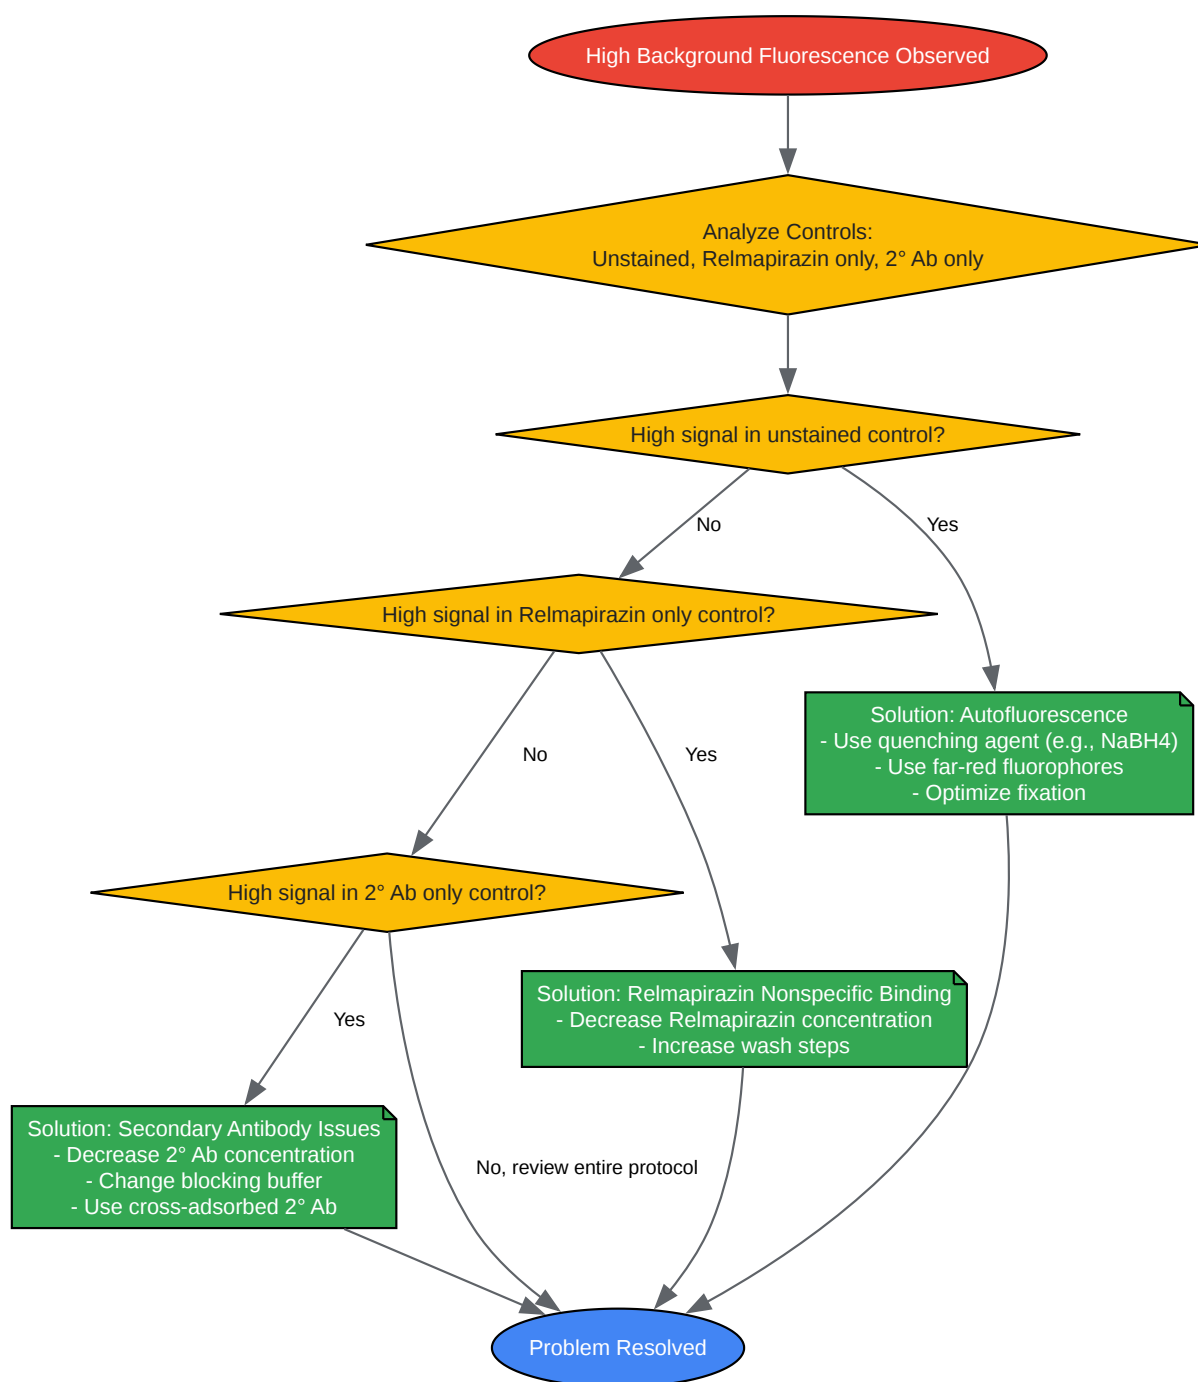 High Background Fluorescence Observed
Analyze Controls:
Unstained, Relmapirazin only, 2° Ab only
High signal in unstained control?
No
Yes
High signal in Relmapirazin only control?
Solution: Autofluorescence
- Use quenching agent (e.g., NaBH4)
- Use far-red fluorophores
- Optimize fixation
No
Yes
High signal in 2° Ab only control?
Solution: Relmapirazin Nonspecific Binding
- Decrease Relmapirazin concentration
- Increase wash steps
Yes
Solution: Secondary Antibody Issues
- Decrease 2° Ab concentration
- Change blocking buffer
- Use cross-adsorbed 2° Ab
No, review entire protocol
Problem Resolved